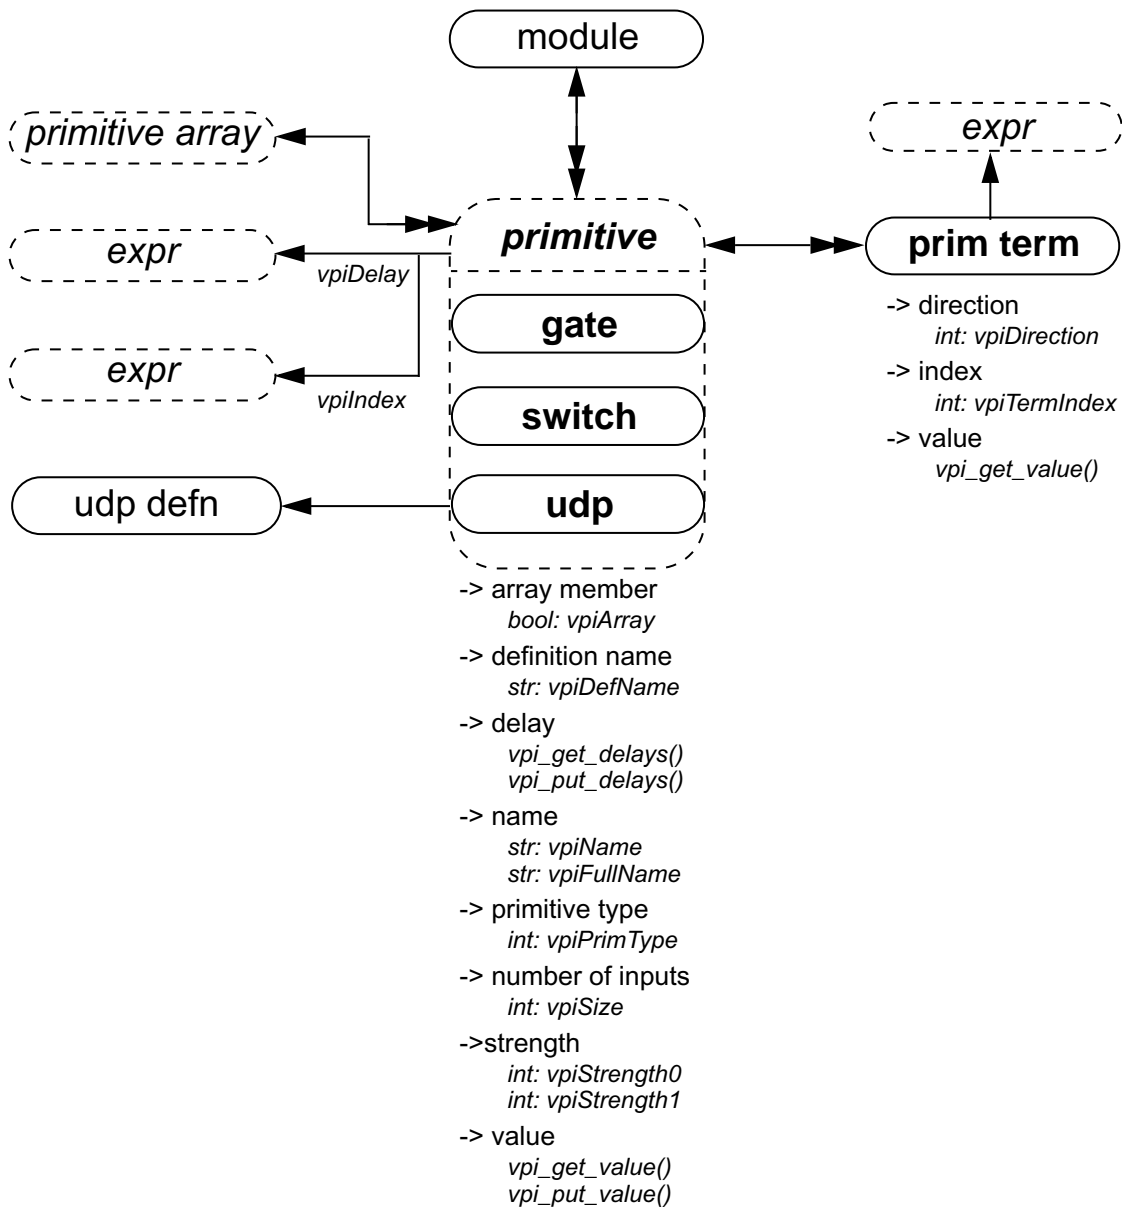 module
primitive array
expr
primitive
expr
prim term
vpiDelay
gate
expr
vpiIndex
switch
udp defn
udp
-> direction
int: vpiDirection
-> index
int: vpiTermIndex
-> value
vpi_get_value()
-> array member
bool: vpiArray
-> definition name
str: vpiDefName
-> delay
vpi_get_delays()
vpi_put_delays()
-> name
str: vpiName
str: vpiFullName
-> primitive type
int: vpiPrimType
-> number of inputs
int: vpiSize
->strength
int: vpiStrength0
int: vpiStrength1
-> value
vpi_get_value()
vpi_put_value()